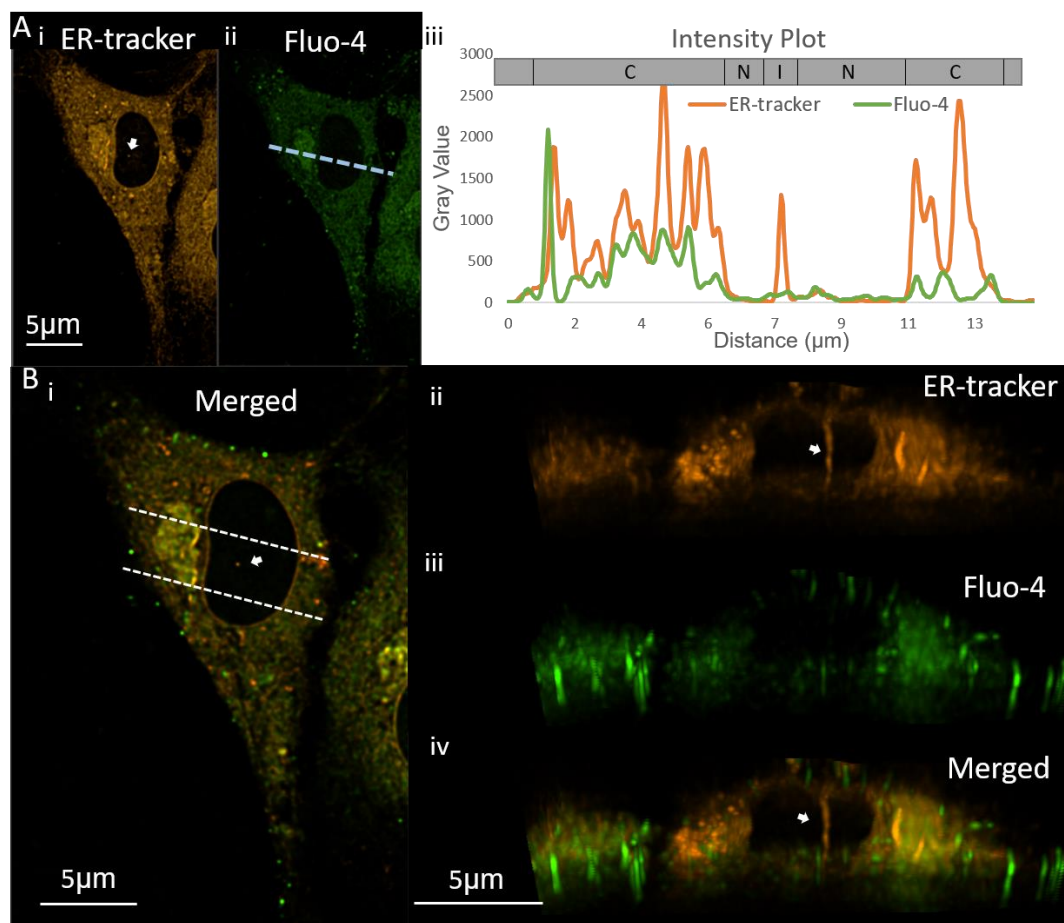 A
i
ER-tracker
5µm
ii
Fluo-4
iii
Intensity Plot
3000
2500
2000
1500
1000
500
0
Gray Value
C N I N C
ER-tracker Fluo-4
0 2 4 6 7 9 11 13
Distance (µm)
B
i
Merged
5µm
ii
ER-tracker
iii
Fluo-4
iv
Merged
5µm